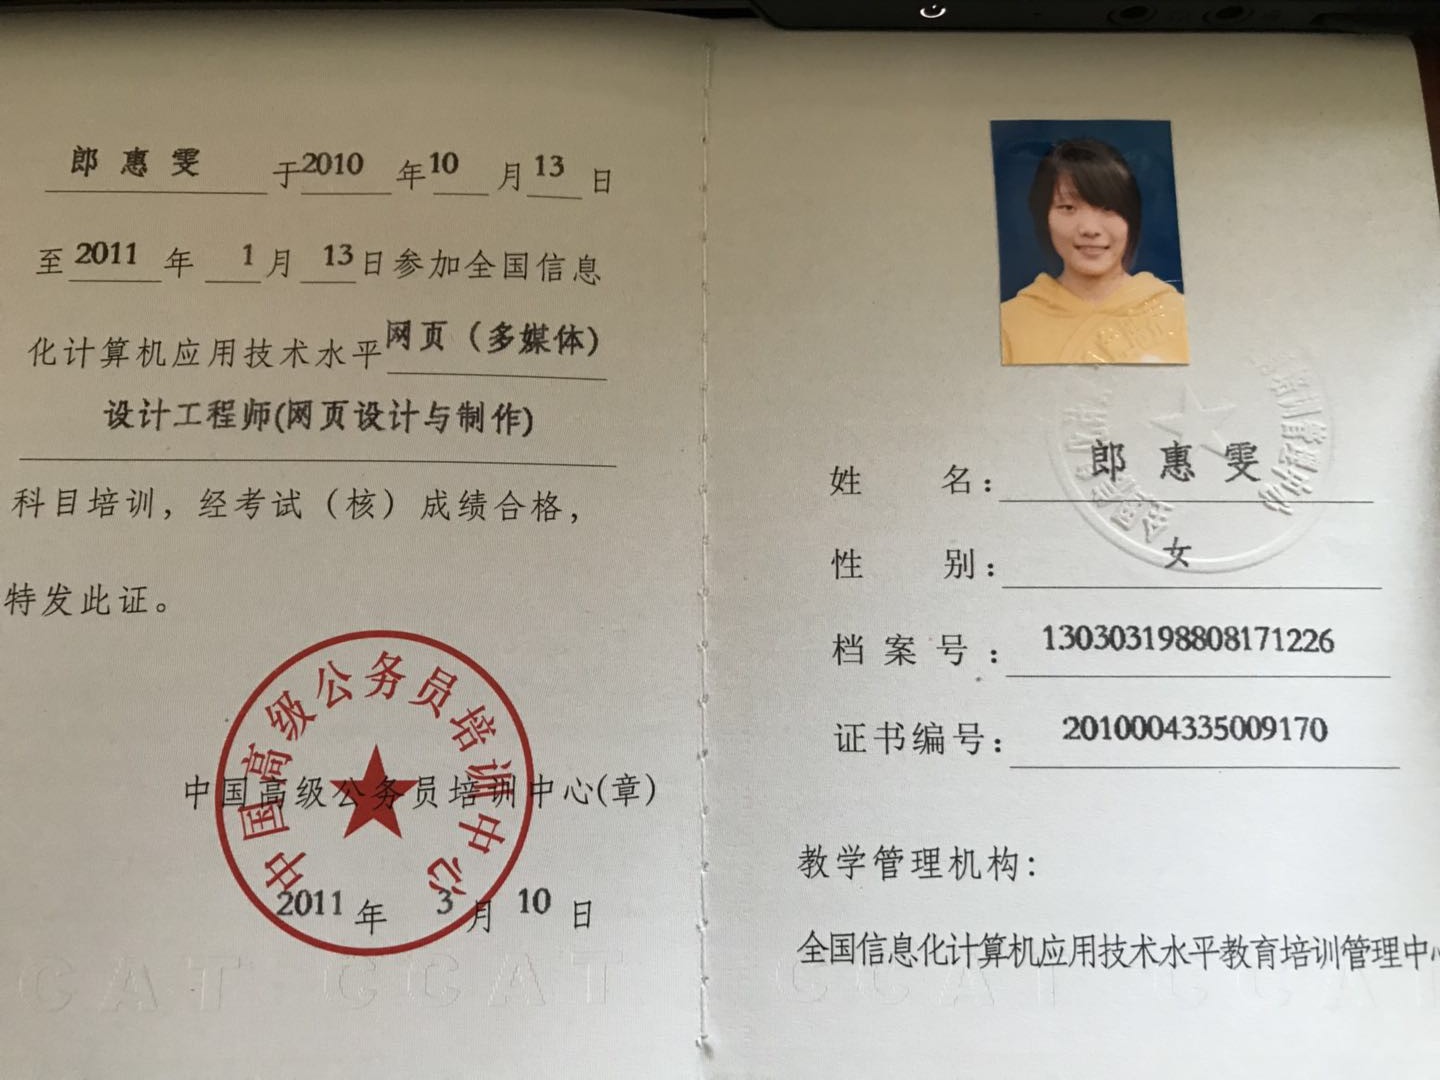 郎惠雯 于2010年10月13日
至2011年 1月 13日参加全国信息
化计算机应用技术水平网页（多媒体）
设计工程师(网页设计与制作)
科目培训，经考试（核）成绩合格，
特发此证。
中国高级公务员培训中心
中国高级公务员培训中心(章)
2011年 3月10日
CAT CCAT
姓 名：郎惠雯
性 别：女
档案号：130303198808171226
证书编号：2010004335009170
教学管理机构：
全国信息化计算机应用技术水平教育培训管理中
CCAT CCAT